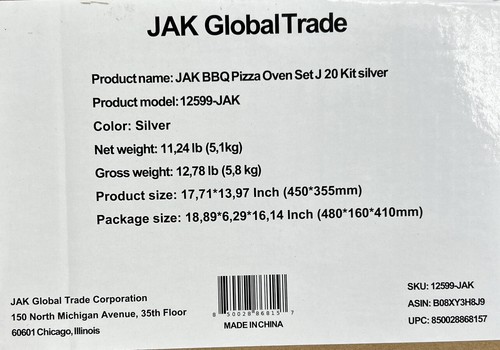 JAK GlobalTrade
Product name: JAK BBQ Pizza Oven Set J 20 Kit silver
Product model: 12599-JAK
Color: Silver
Net weight: 11,24 lb (5,1kg)
Gross weight: 12,78 lb (5,8 kg)
Product size: 17,71*13,97 Inch (450*355mm)
Package size: 18,89*6,29*16,14 Inch (480*160*410mm)
JAK Global Trade Corporation
150 North Michigan Avenue, 35th Floor
60601 Chicago, Illinois
8 50028 86815 7
MADE IN CHINA
SKU: 12599-JAK
ASIN: B08XY3H8J9
UPC: 850028868157